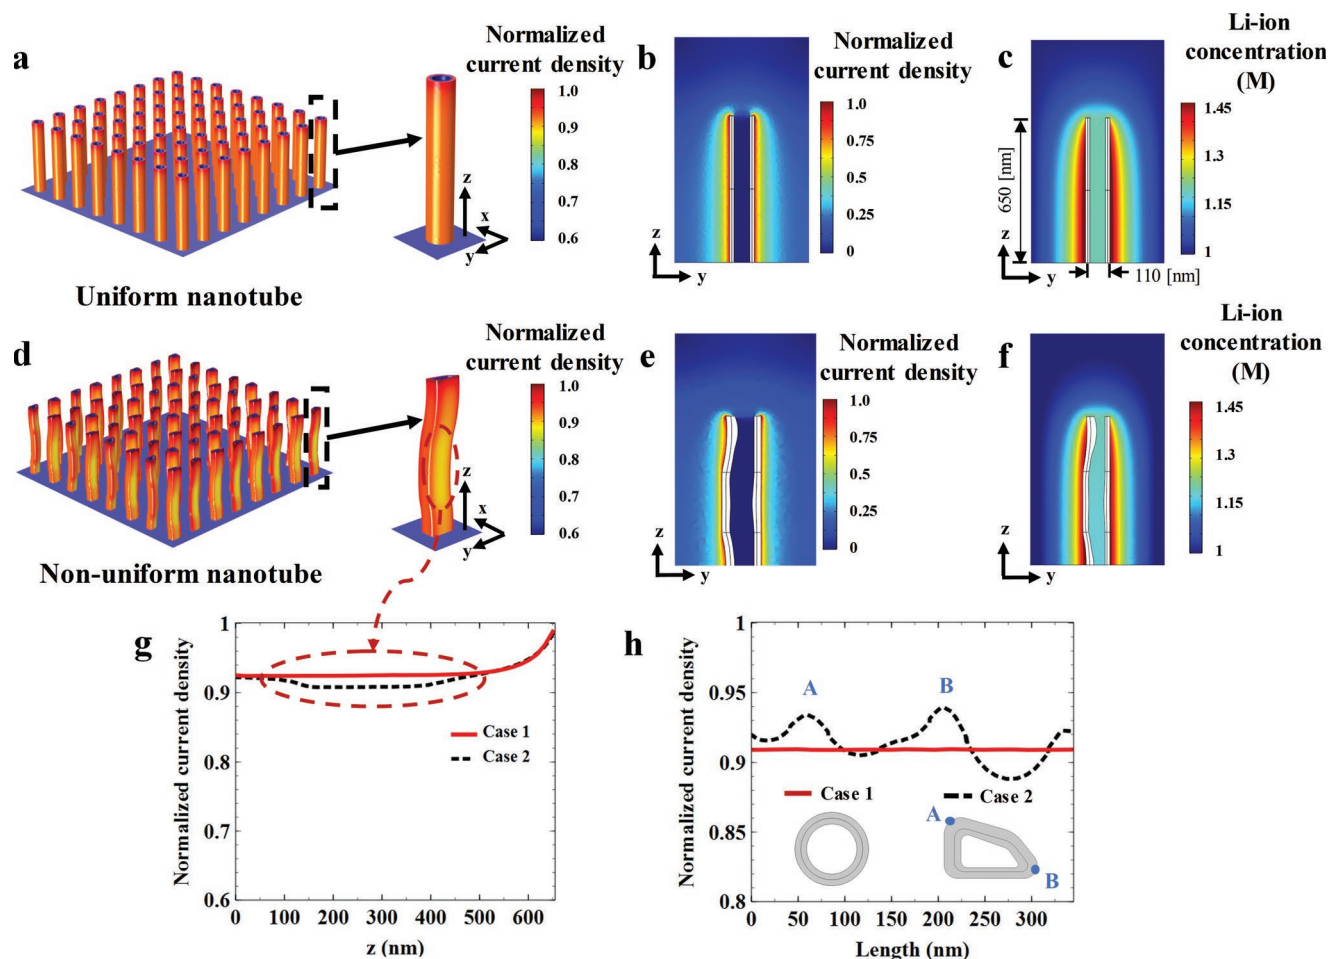 a
Normalized
current density
1.0
0.9
0.8
0.7
0.6
z
x
y
Uniform nanotube
b
Normalized
current density
1.0
0.75
0.50
0.25
0
z
y
c
Li-ion
concentration
(M)
1.45
1.3
1.15
1
650 [nm]
z
y
110 [nm]
d
Normalized
current density
1.0
0.9
0.8
0.7
0.6
z
x
y
Non-uniform nanotube
e
Normalized
current density
1.0
0.75
0.50
0.25
0
z
y
f
Li-ion
concentration
(M)
1.45
1.3
1.15
1
z
y
g
Normalized current density
1
0.9
0.9
0.7
0.6
Case 1
Case 2
0 100 200 300 400 500 600
z (nm)
h
Normalized current density
1
0.95
0.9
0.85
0.8
A
B
Case 1
Case 2
A
B
0 50 100 150 200 250 300
Length (nm)